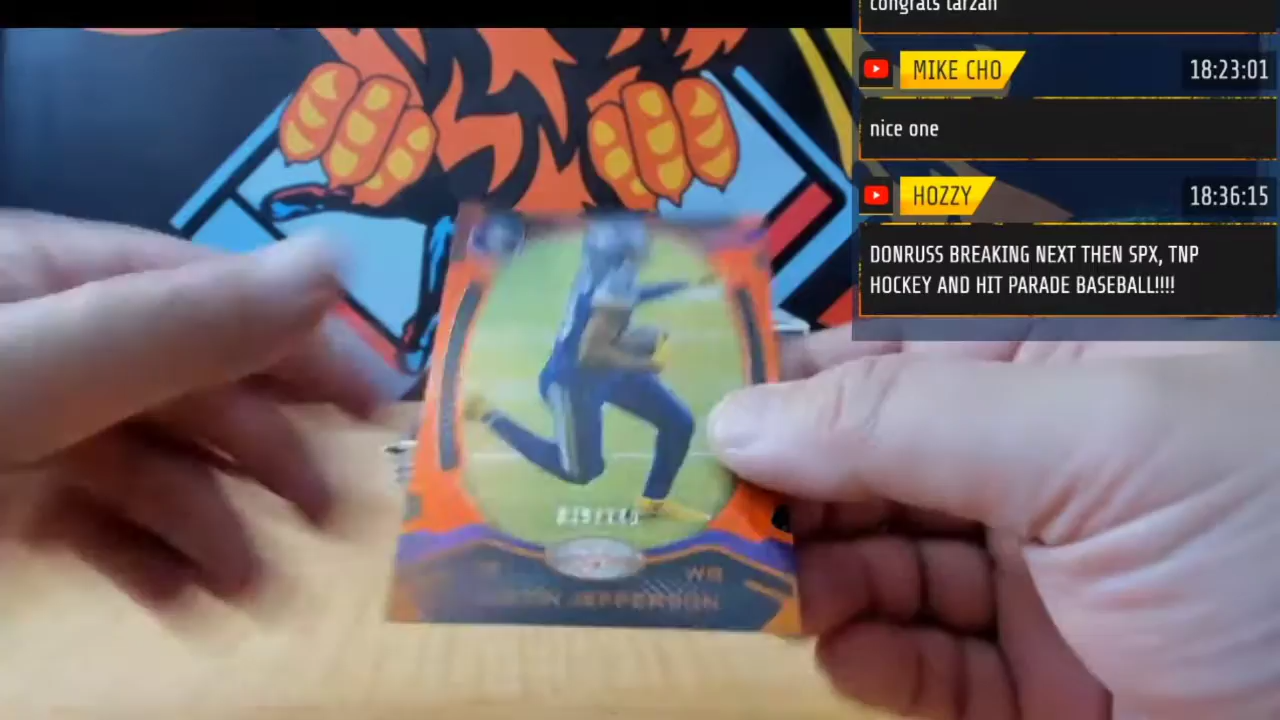 congrats tarzan
MIKE CHO
18:23:01
nice one
HOZZY
18:36:15
DONRUSS BREAKING NEXT THEN SPX, TNP
HOCKEY AND HIT PARADE BASEBALL!!!!
WR
JEFFERSON